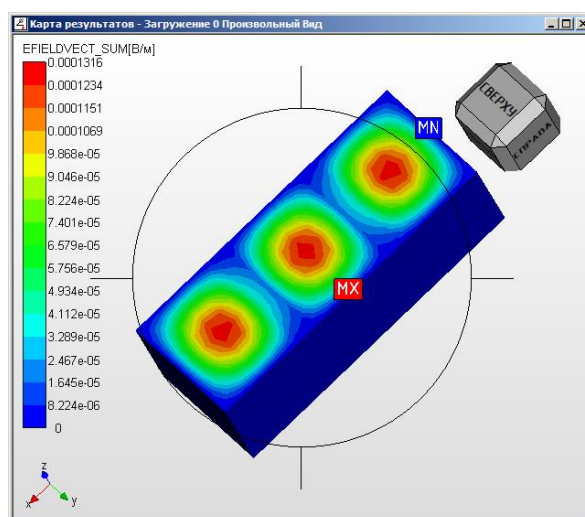 Карта результатов - Загружение 0 Произвольный Вид
EFIELDVECT_SUM[В/м]
0.0001316
0.0001234
0.0001151
0.0001069
9.868e-05
9.046e-05
8.224e-05
7.401e-05
6.579e-05
5.756e-05
4.934e-05
4.112e-05
3.289e-05
2.467e-05
1.645e-05
8.224e-06
0
MN
MX
СВЕРХУ
СПРАВА
z
x
y